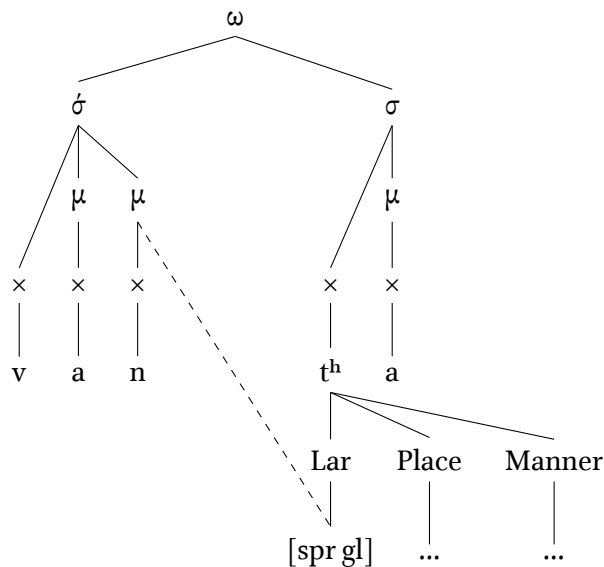 ω
σ́ σ
μ μ μ
× × × × ×
v a n tʰ a
Lar Place Manner
[spr gl] ... ...